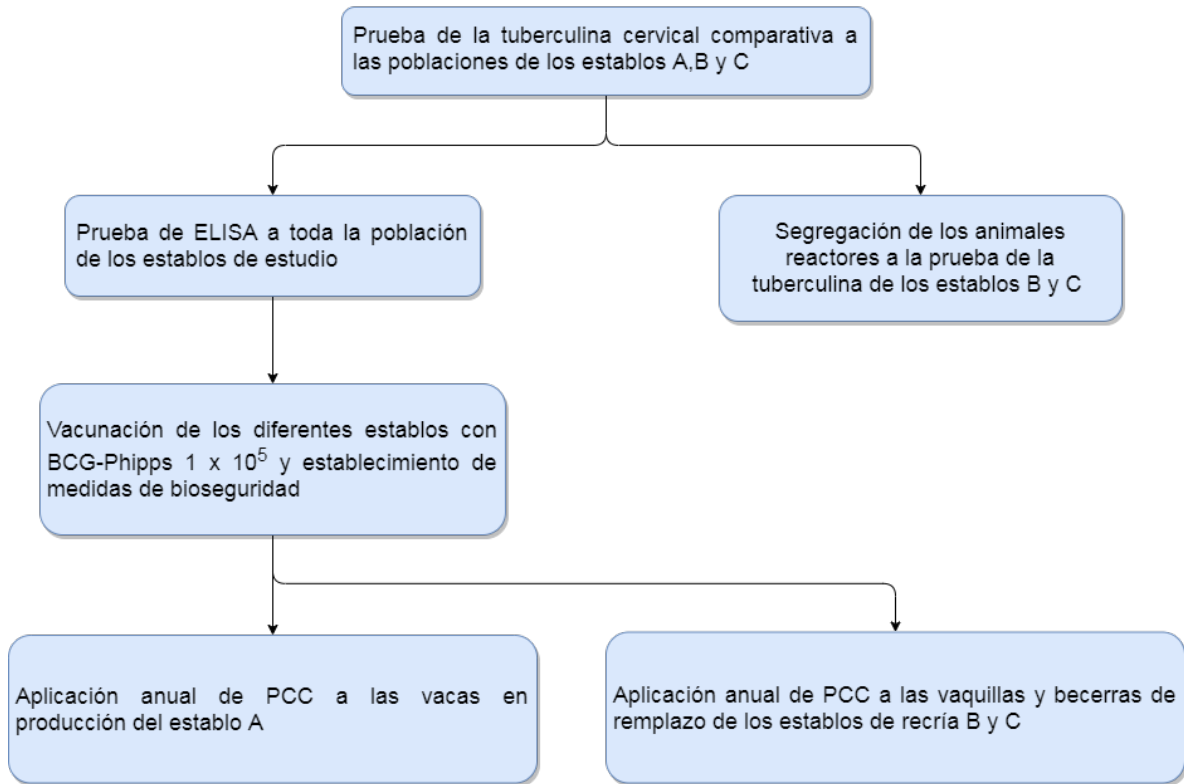 Prueba de la tuberculina cervical comparativa a
las poblaciones de los establos A,B y C
Prueba de ELISA a toda la población
de los establos de estudio
Segregación de los animales
reactores a la prueba de la
tuberculina de los establos B y C
Vacunación de los diferentes establos con
BCG-Phipps 1 x 10⁵ y establecimiento de
medidas de bioseguridad
Aplicación anual de PCC a las vacas en
producción del establo A
Aplicación anual de PCC a las vaquillas y becerras de
remplazo de los establos de recría B y C